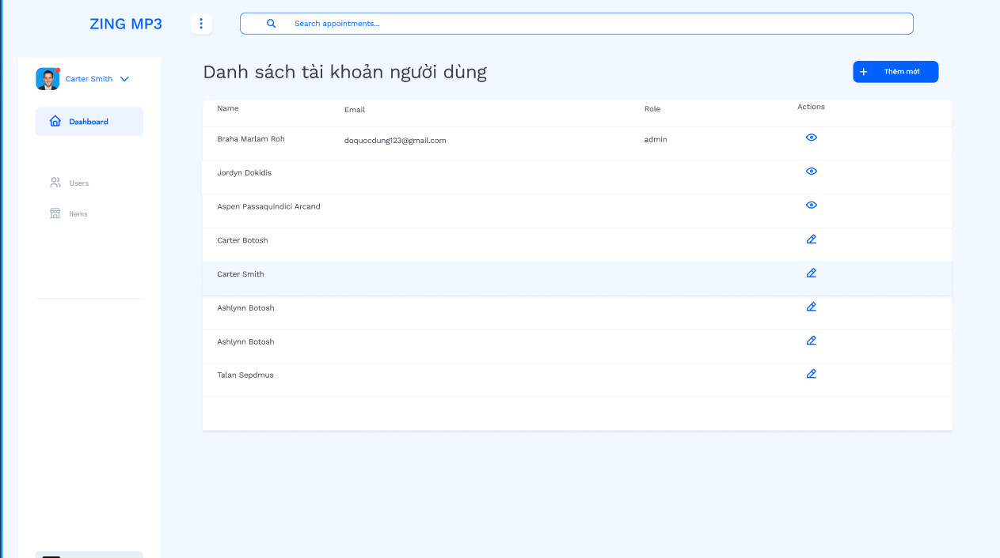 ZING MP3
Search appointments...
Carter Smith
Dashboard
Users
Items
Danh sách tài khoản người dùng
Thêm mới
Name Email Role Actions
Braha Marlam Roh doquocdung123@gmail.com admin
Jordyn Dokidis
Aspen Passaquindici Arcand
Carter Botosh
Carter Smith
Ashlynn Botosh
Ashlynn Botosh
Talan Sepdmus